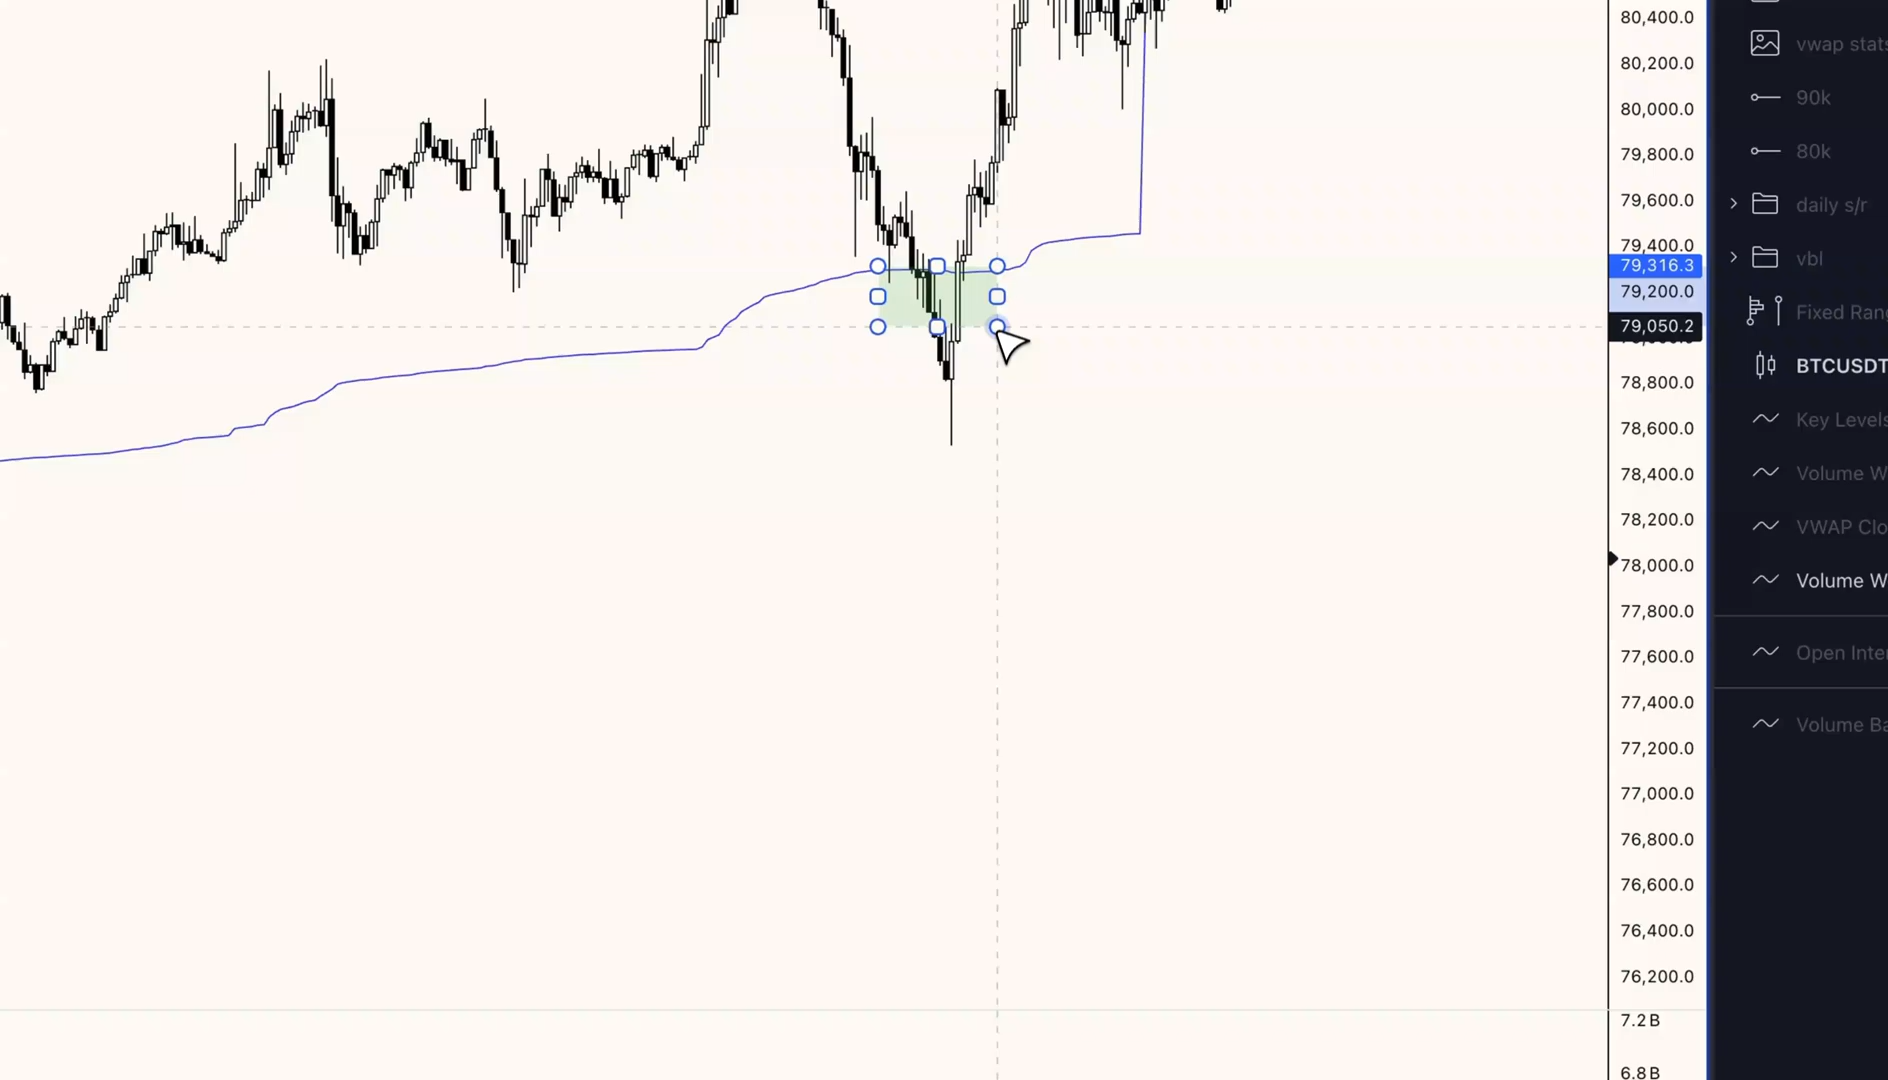 80,400.0
80,200.0
80,000.0
79,800.0
79,600.0
79,400.0
79,316.3
79,200.0
79,050.2
78,800.0
78,600.0
78,400.0
78,200.0
78,000.0
77,800.0
77,600.0
77,400.0
77,200.0
77,000.0
76,800.0
76,600.0
76,400.0
76,200.0
7.2 B
6.8 B
vwap stats
90k
80k
daily s/r
vbl
Fixed Rang
BTCUSDT
Key Levels
Volume W
VWAP Clo
Volume W
Open Inter
Volume Ba